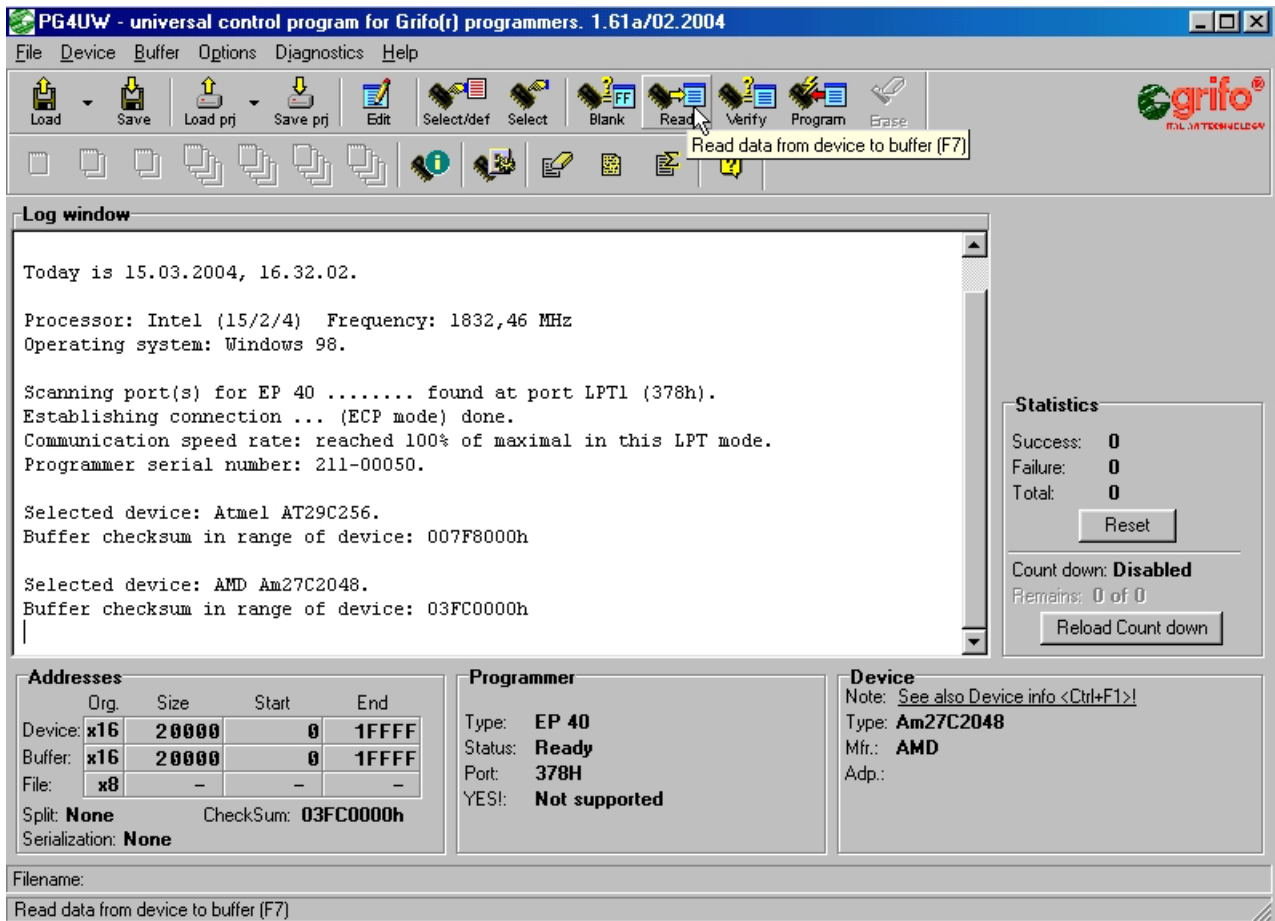 PG4UW - universal control program for Grifo(r) programmers. 1.61a/02.2004
File Device Buffer Options Diagnostics Help
Load Save Load prj Save prj Edit Select/def Select Blank Read Verify Program Erase
FF
grifo®
ITALIAN TECHNOLOGY
Read data from device to buffer (F7)
Log window
Today is 15.03.2004, 16.32.02.
Processor: Intel (15/2/4) Frequency: 1832,46 MHz
Operating system: Windows 98.
Scanning port(s) for EP 40 ........ found at port LPT1 (378h).
Establishing connection ... (ECP mode) done.
Communication speed rate: reached 100% of maximal in this LPT mode.
Programmer serial number: 211-00050.
Selected device: Atmel AT29C256.
Buffer checksum in range of device: 007F8000h
Selected device: AMD Am27C2048.
Buffer checksum in range of device: 03FC0000h
Statistics
Success: 0
Failure: 0
Total: 0
Reset
Count down: Disabled
Remains: 0 of 0
Reload Count down
Addresses
Org. Size Start End
Device: x16 20000 0 1FFFF
Buffer: x16 20000 0 1FFFF
File: x8 – – –
Split: None CheckSum: 03FC0000h
Serialization: None
Programmer
Type: EP 40
Status: Ready
Port: 378H
YES!: Not supported
Device
Note: See also Device info <Ctrl+F1>!
Type: Am27C2048
Mfr.: AMD
Adp.:
Filename:
Read data from device to buffer (F7)